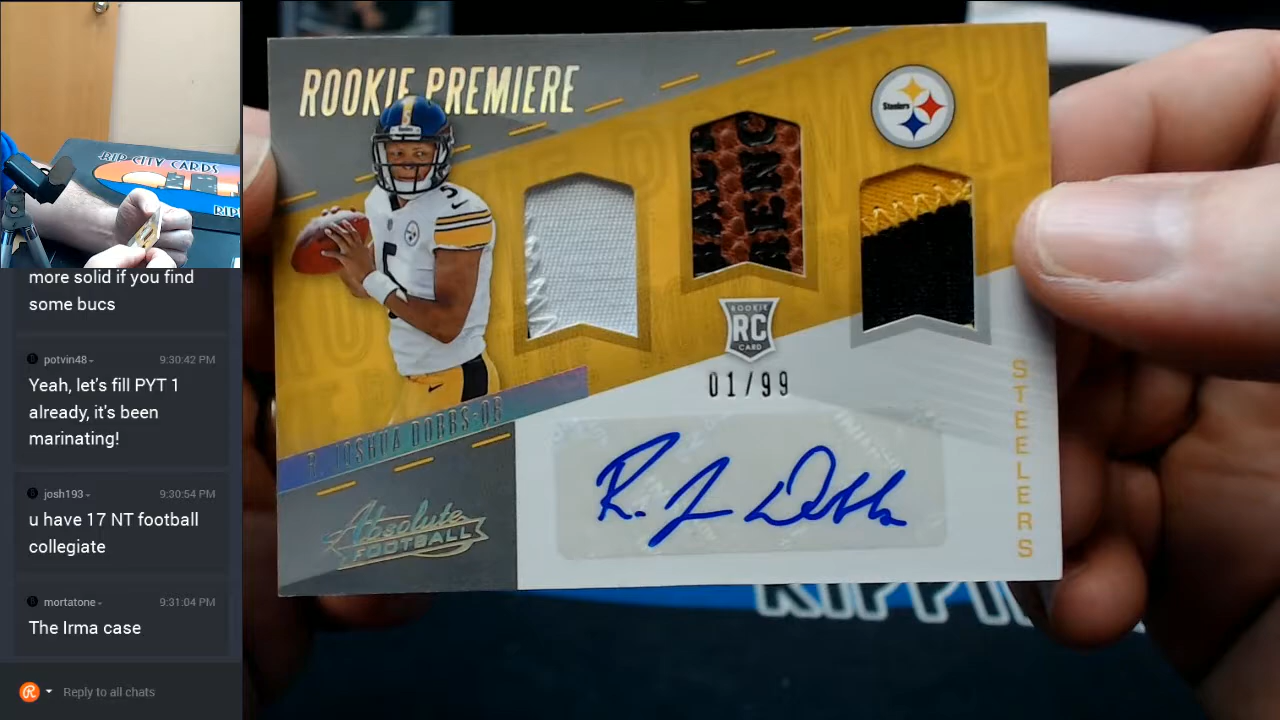 RIP CITY CARDS
more solid if you find
some bucs
potvin48
9:30:42 PM
Yeah, let's fill PYT 1
already, it's been
marinating!
josh193
9:30:54 PM
u have 17 NT football
collegiate
mortatone
9:31:04 PM
The Irma case
Reply to all chats
ROOKIE PREMIERE
Steelers
5
ROOKIE
RC
CARD
01/99
R. JOSHUA DOBBS·QB
STEELERS
Absolute
FOOTBALL
R. J Dobbs